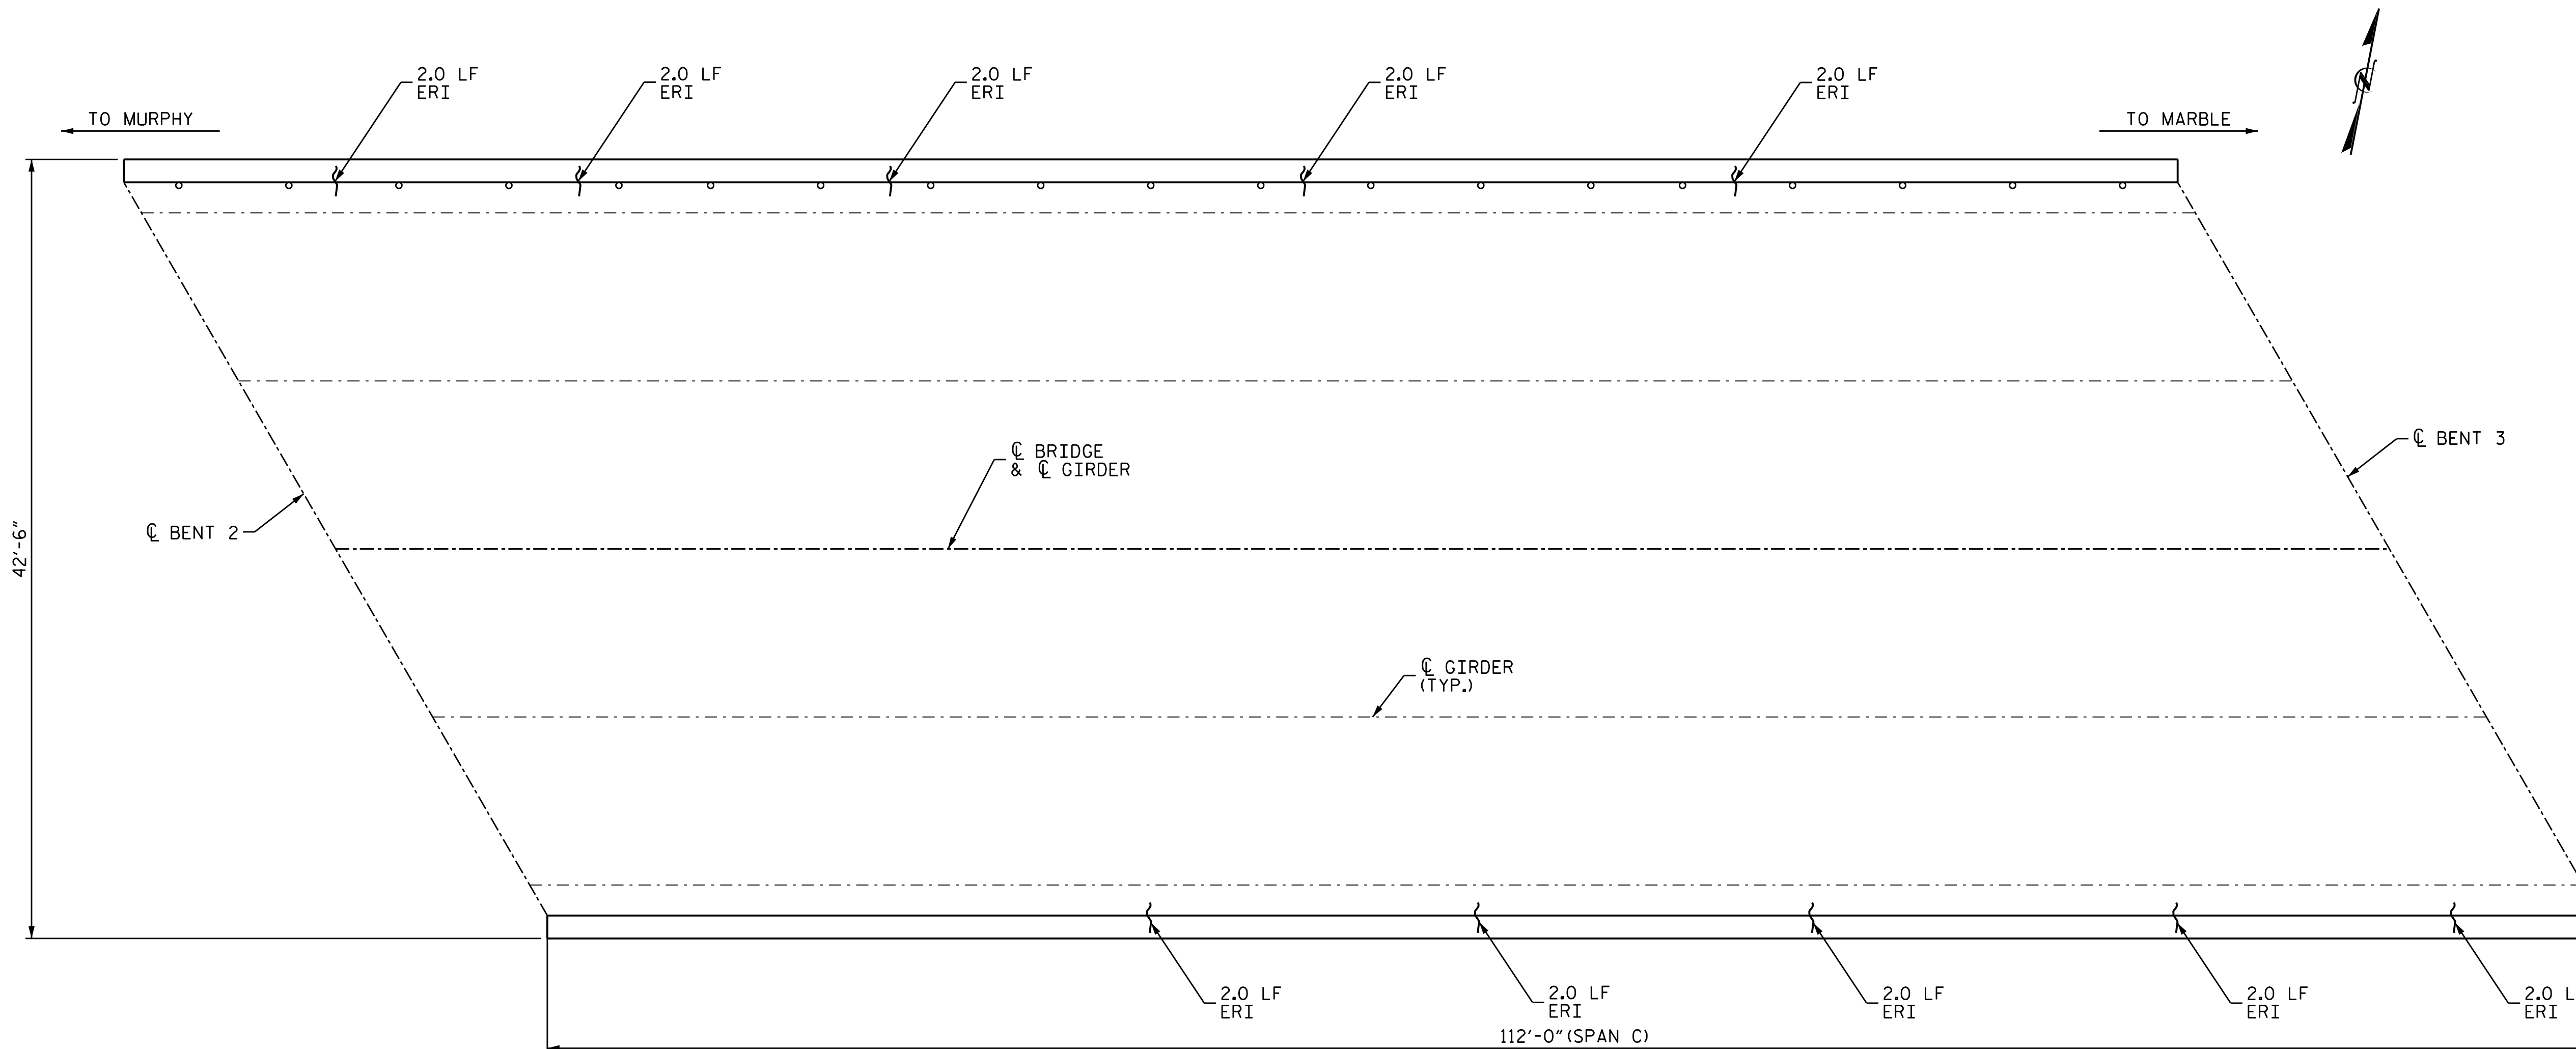 2.0 LF
ERI
2.0 LF
ERI
2.0 LF
ERI
2.0 LF
ERI
2.0 LF
ERI
N
TO MURPHY
TO MARBLE
℄ BRIDGE
& ℄ GIRDER
℄ BENT 3
42'-6"
℄ BENT 2
℄ GIRDER
(TYP.)
2.0 LF
ERI
2.0 LF
ERI
2.0 LF
ERI
2.0 LF
ERI
2.0 L
ERI
112'-0"(SPAN C)